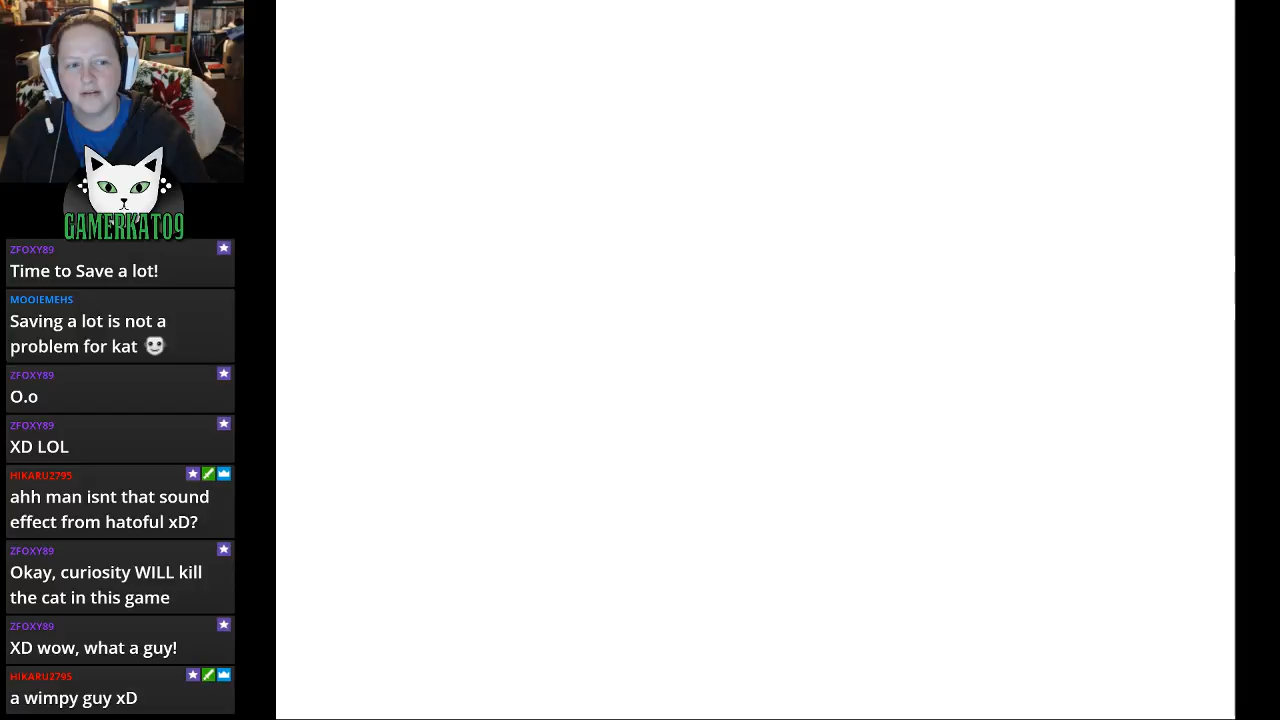 GAMERKAT09
ZFOXY89
Time to Save a lot!
MOOIEMEHS
Saving a lot is not a
problem for kat
ZFOXY89
O.o
ZFOXY89
XD LOL
HIKARU2795
ahh man isnt that sound
effect from hatoful xD?
ZFOXY89
Okay, curiosity WILL kill
the cat in this game
ZFOXY89
XD wow, what a guy!
HIKARU2795
a wimpy guy xD